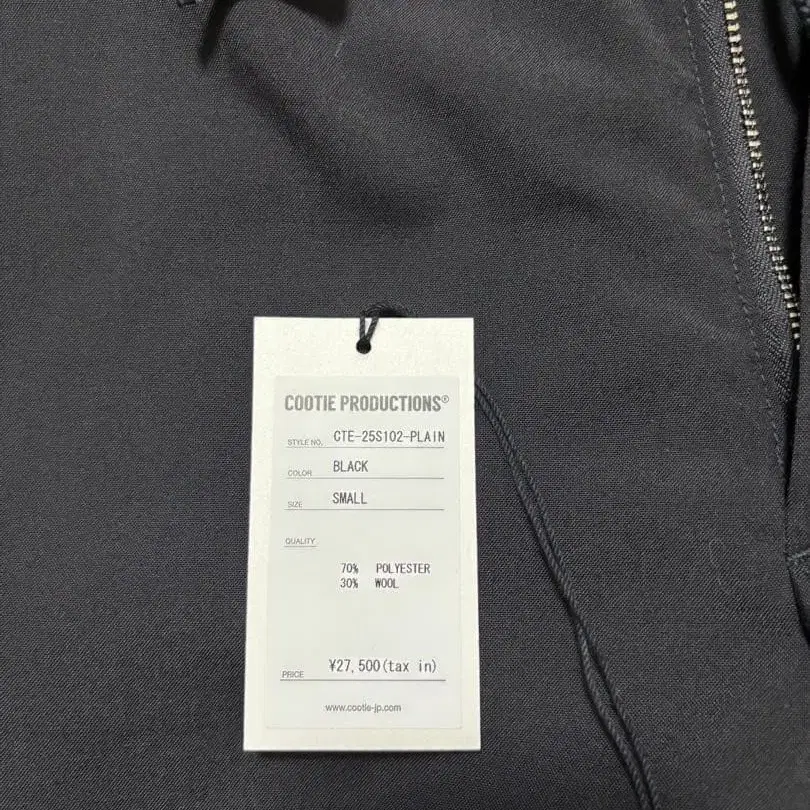 COOTIE PRODUCTIONS®
STYLE NO. CTE-25S102-PLAIN
COLOR BLACK
SIZE SMALL
QUALITY
70% POLYESTER
30% WOOL
PRICE ¥27,500(tax in)
www.cootie-jp.com